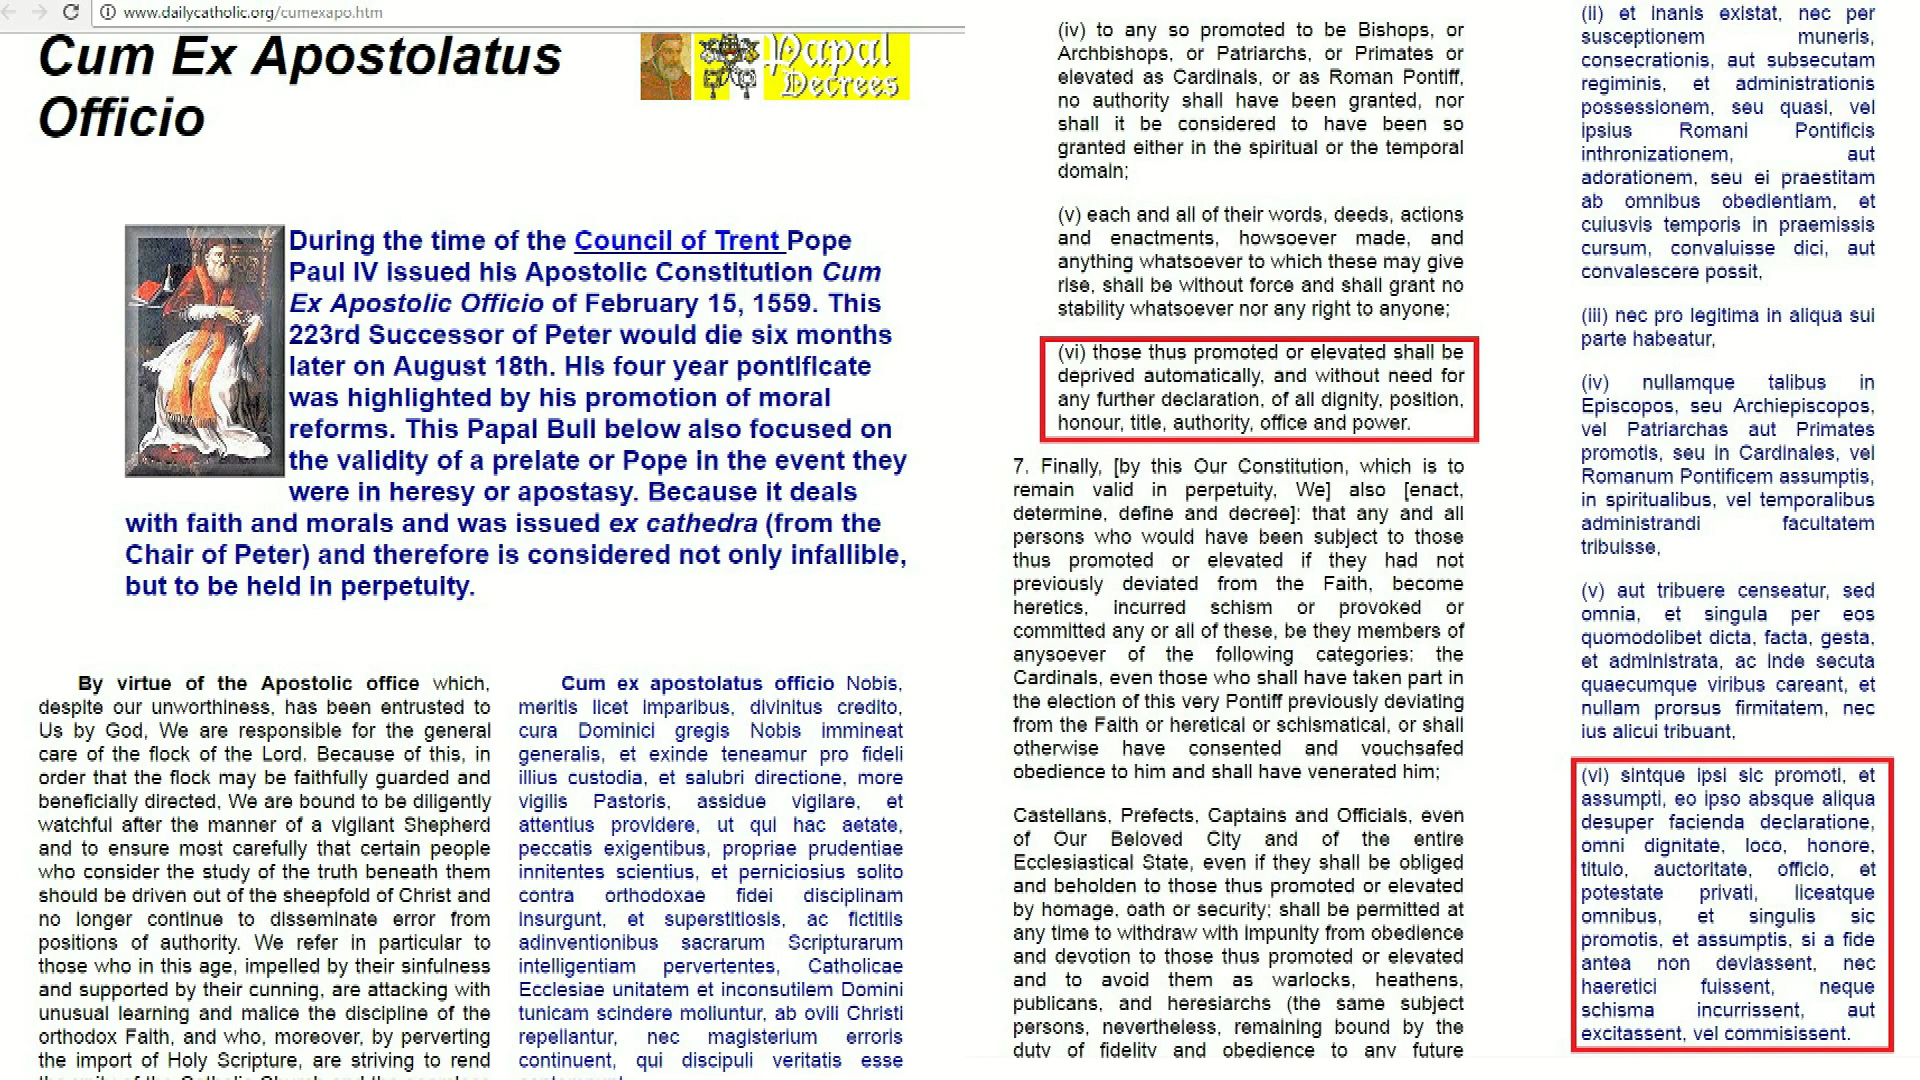 www.dailycatholic.org/cumexapo.htm
Cum Ex Apostolatus
Officio
Papal
Decrees
During the time of the Council of Trent Pope
Paul IV issued his Apostolic Constitution Cum
Ex Apostolic Officio of February 15, 1559. This
223rd Successor of Peter would die six months
later on August 18th. His four year pontificate
was highlighted by his promotion of moral
reforms. This Papal Bull below also focused on
the validity of a prelate or Pope in the event they
were in heresy or apostasy. Because it deals
with faith and morals and was issued ex cathedra (from the
Chair of Peter) and therefore is considered not only infallible,
but to be held in perpetuity.
By virtue of the Apostolic office which,
despite our unworthiness, has been entrusted to
Us by God, We are responsible for the general
care of the flock of the Lord. Because of this, in
order that the flock may be faithfully guarded and
beneficially directed, We are bound to be diligently
watchful after the manner of a vigilant Shepherd
and to ensure most carefully that certain people
who consider the study of the truth beneath them
should be driven out of the sheepfold of Christ and
no longer continue to disseminate error from
positions of authority. We refer in particular to
those who in this age, impelled by their sinfulness
and supported by their cunning, are attacking with
unusual learning and malice the discipline of the
orthodox Faith, and who, moreover, by perverting
the import of Holy Scripture, are striving to rend
Cum ex apostolatus officio Nobis,
meritis licet imparibus, divinitus credito,
cura Dominici gregis Nobis immineat
generalis, et exinde teneamur pro fideli
illius custodia, et salubri directione, more
vigilis Pastoris, assidue vigilare, et
attentius providere, ut qui hac aetate,
peccatis exigentibus, propriae prudentiae
innitentes scientius, et perniciosius solito
contra orthodoxae fidei disciplinam
insurgunt, et superstitiosis, ac fictitiis
adinventionibus sacrarum Scripturarum
intelligentiam pervertentes, Catholicae
Ecclesiae unitatem et inconsutilem Domini
tunicam scindere moliuntur, ab ovili Christi
repellantur, nec magisterium erroris
continuent, qui discipuli veritatis esse
(iv) to any so promoted to be Bishops, or
Archbishops, or Patriarchs, or Primates or
elevated as Cardinals, or as Roman Pontiff,
no authority shall have been granted, nor
shall it be considered to have been so
granted either in the spiritual or the temporal
domain;
(v) each and all of their words, deeds, actions
and enactments, howsoever made, and
anything whatsoever to which these may give
rise, shall be without force and shall grant no
stability whatsoever nor any right to anyone;
(vi) those thus promoted or elevated shall be
deprived automatically, and without need for
any further declaration, of all dignity, position,
honour, title, authority, office and power.
7. Finally, [by this Our Constitution, which is to
remain valid in perpetuity, We] also [enact,
determine, define and decree]: that any and all
persons who would have been subject to those
thus promoted or elevated if they had not
previously deviated from the Faith, become
heretics, incurred schism or provoked or
committed any or all of these, be they members of
anysoever of the following categories: the
Cardinals, even those who shall have taken part in
the election of this very Pontiff previously deviating
from the Faith or heretical or schismatical, or shall
otherwise have consented and vouchsafed
obedience to him and shall have venerated him;
Castellans, Prefects, Captains and Officials, even
of Our Beloved City and of the entire
Ecclesiastical State, even if they shall be obliged
and beholden to those thus promoted or elevated
by homage, oath or security; shall be permitted at
any time to withdraw with impunity from obedience
and devotion to those thus promoted or elevated
and to avoid them as warlocks, heathens,
publicans, and heresiarchs (the same subject
persons, nevertheless, remaining bound by the
duty of fidelity and obedience to any future
(ii) et inanis existat, nec per
susceptionem muneris,
consecrationis, aut subsecutam
regiminis, et administrationis
possessionem, seu quasi, vel
ipsius Romani Pontificis
inthronizationem, aut
adorationem, seu ei praestitam
ab omnibus obedientiam, et
cuiusvis temporis in praemissis
cursum, convaluisse dici, aut
convalescere possit,
(iii) nec pro legitima in aliqua sui
parte habeatur,
(iv) nullamque talibus in
Episcopos, seu Archiepiscopos,
vel Patriarchas aut Primates
promotis, seu in Cardinales, vel
Romanum Pontificem assumptis,
in spiritualibus, vel temporalibus
administrandi facultatem
tribuisse,
(v) aut tribuere censeatur, sed
omnia, et singula per eos
quomodolibet dicta, facta, gesta,
et administrata, ac inde secuta
quaecumque viribus careant, et
nullam prorsus firmitatem, nec
ius alicui tribuant,
(vi) sintque ipsi sic promoti, et
assumpti, eo ipso absque aliqua
desuper facienda declaratione,
omni dignitate, loco, honore,
titulo, auctoritate, officio, et
potestate privati, liceatque
omnibus, et singulis sic
promotis, et assumptis, si a fide
antea non deviassent, nec
haeretici fuissent, neque
schisma incurrissent, aut
excitassent, vel commisissent.